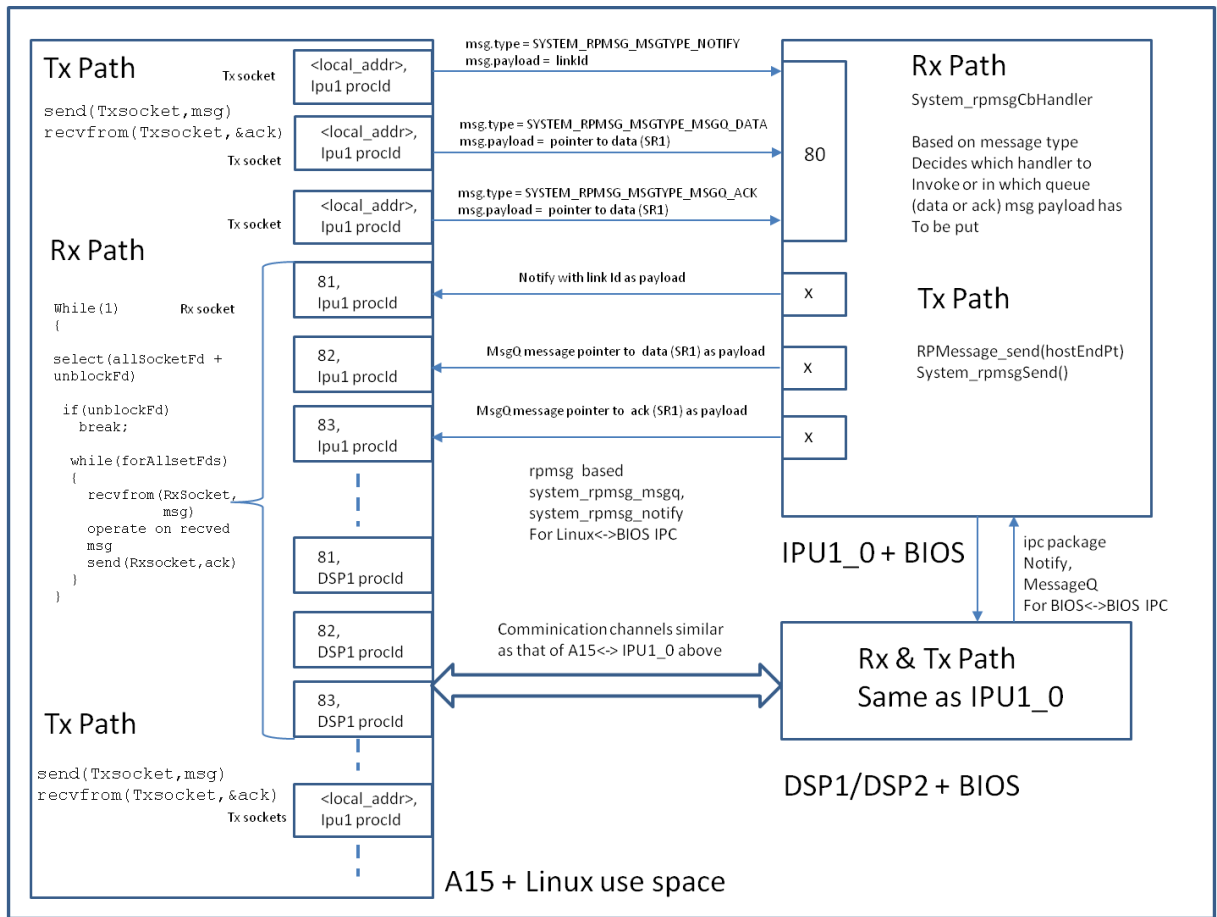 Tx Path
Tx socket
send(Txsocket,msg)
recvfrom(Txsocket,&ack)
Tx socket
Tx socket
<local_addr>,
Ipu1 procId
<local_addr>,
Ipu1 procId
<local_addr>,
Ipu1 procId
msg.type = SYSTEM_RPMSG_MSGTYPE_NOTIFY
msg.payload = linkId
msg.type = SYSTEM_RPMSG_MSGTYPE_MSGQ_DATA
msg.payload = pointer to data (SR1)
msg.type = SYSTEM_RPMSG_MSGTYPE_MSGQ_ACK
msg.payload = pointer to data (SR1)
80
Rx Path
System_rpmsgCbHandler
Based on message type
Decides which handler to
Invoke or in which queue
(data or ack) msg payload has
To be put
Rx Path
Rx socket
While(1)
{
select(allSocketFd +
unblockFd)
if(unblockFd)
break;
while(forAllsetFds)
{
recvfrom(RxSocket,
msg)
operate on recved
msg
send(Rxsocket,ack)
}
}
81,
Ipu1 procId
82,
Ipu1 procId
83,
Ipu1 procId
81,
DSP1 procId
82,
DSP1 procId
83,
DSP1 procId
Notify with link Id as payload
MsgQ message pointer to data (SR1) as payload
MsgQ message pointer to ack (SR1) as payload
x
x
x
Tx Path
RPMessage_send(hostEndPt)
System_rpmsgSend()
rpmsg based
system_rpmsg_msgq,
system_rpmsg_notify
For Linux<->BIOS IPC
IPU1_0 + BIOS
ipc package
Notify,
MessageQ
For BIOS<->BIOS IPC
Comminication channels similar
as that of A15<-> IPU1_0 above
Rx & Tx Path
Same as IPU1_0
DSP1/DSP2 + BIOS
Tx Path
send(Txsocket,msg)
recvfrom(Txsocket,&ack)
Tx sockets
<local_addr>,
Ipu1 procId
A15 + Linux use space